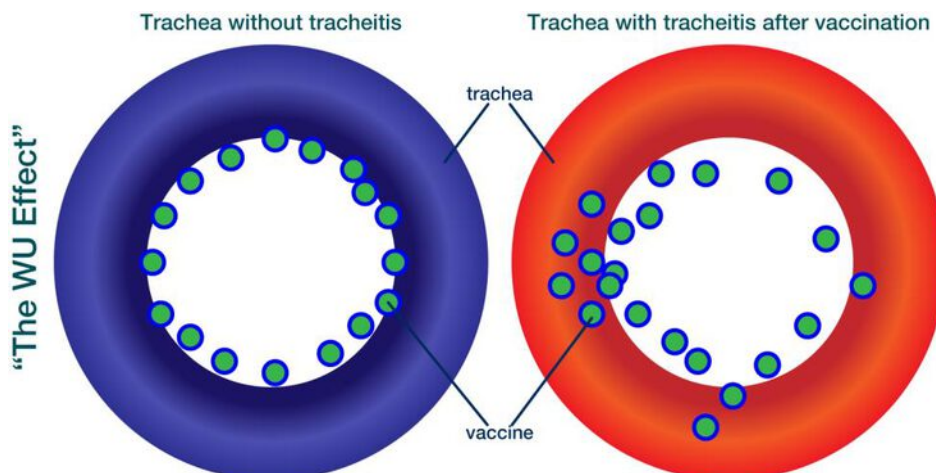 Trachea without tracheitis
Trachea with tracheitis after vaccination
“The WU Effect”
trachea
vaccine